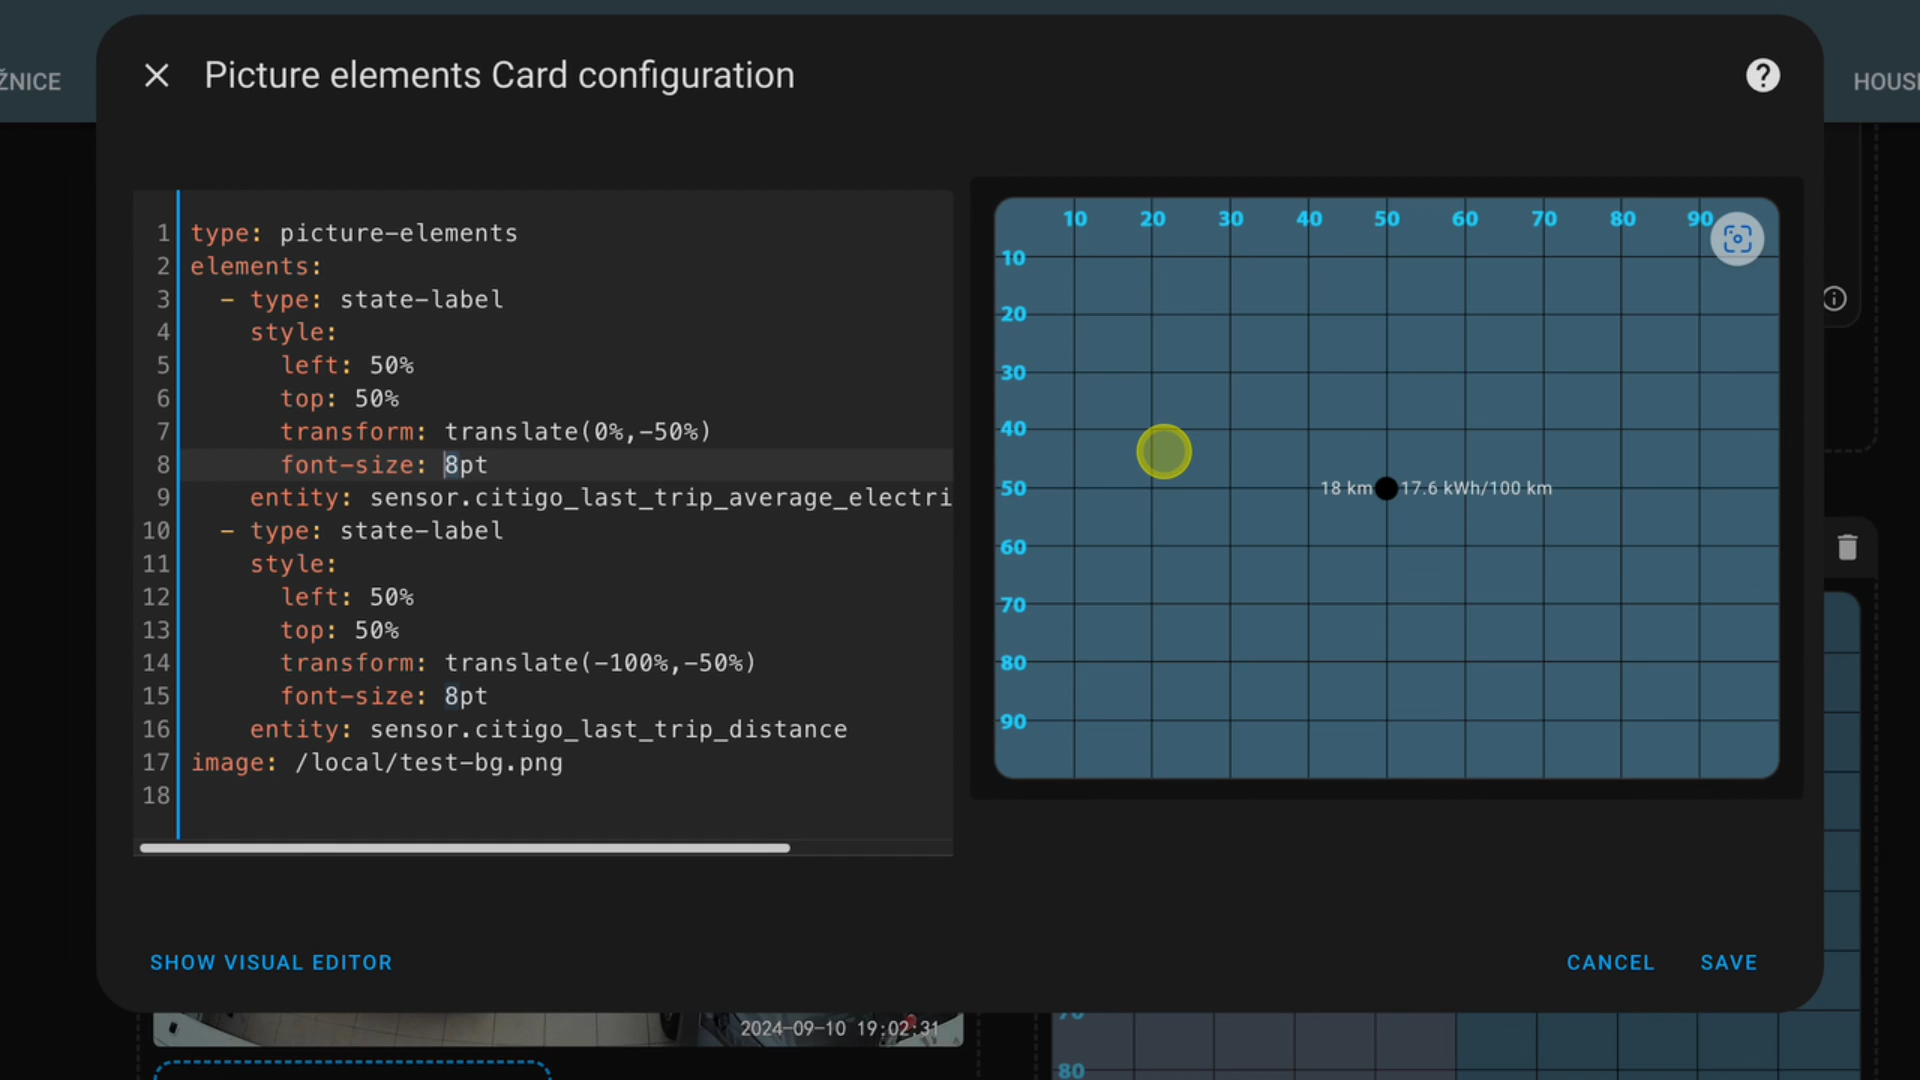 ŽNICE
Picture elements Card configuration
?
HOUS
1 type: picture-elements
2 elements:
3 - type: state-label
4 style:
5 left: 50%
6 top: 50%
7 transform: translate(0%,-50%)
8 font-size: 8pt
9 entity: sensor.citigo_last_trip_average_electri
10 - type: state-label
11 style:
12 left: 50%
13 top: 50%
14 transform: translate(-100%,-50%)
15 font-size: 8pt
16 entity: sensor.citigo_last_trip_distance
17 image: /local/test-bg.png
18
10 20 30 40 50 60 70 80 90
10
20
30
40
50
60
70
80
90
18 km 17.6 kWh/100 km
SHOW VISUAL EDITOR
CANCEL
SAVE
2024-09-10 19:02:31
70
80